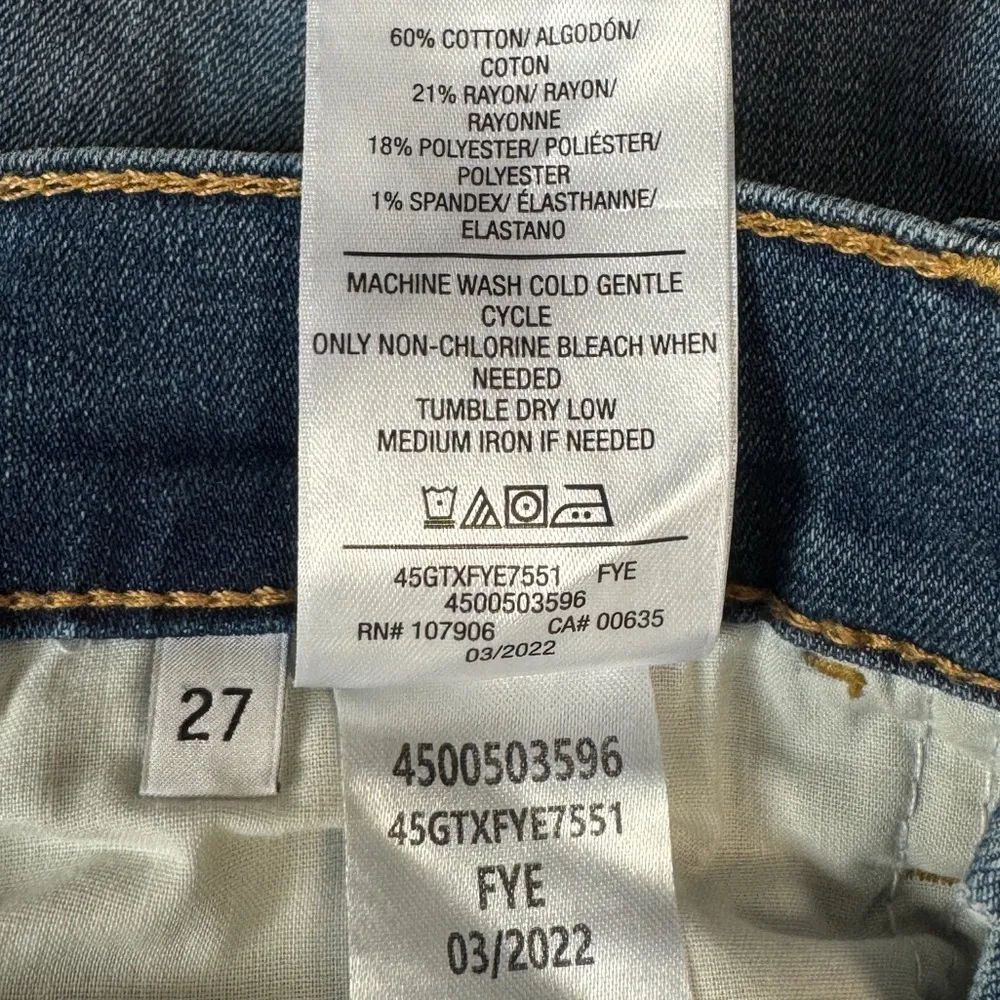 60% COTTON/ ALGODÓN/
COTON
21% RAYON/ RAYON/
RAYONNE
18% POLYESTER/ POLIÉSTER/
POLYESTER
1% SPANDEX/ ÉLASTHANNE/
ELASTANO
MACHINE WASH COLD GENTLE
CYCLE
ONLY NON-CHLORINE BLEACH WHEN
NEEDED
TUMBLE DRY LOW
MEDIUM IRON IF NEEDED
45GTXFYE7551 FYE
4500503596
RN# 107906 CA# 00635
03/2022
27
4500503596
45GTXFYE7551
FYE
03/2022